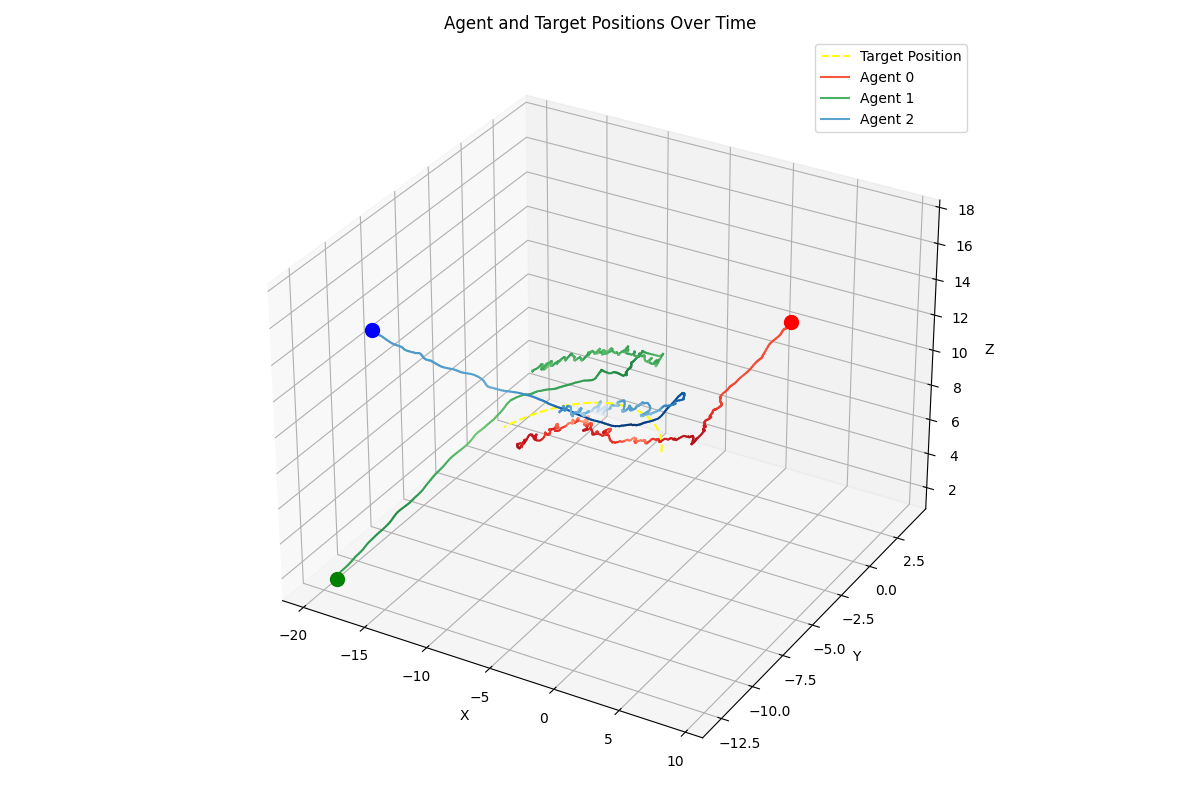 Agent and Target Positions Over Time
Target Position
Agent 0
Agent 1
Agent 2
18
16
14
12
10
8
6
4
2
Z
2.5
0.0
−2.5
−5.0
−7.5
−10.0
−12.5
Y
−20
−15
−10
−5
0
5
10
X